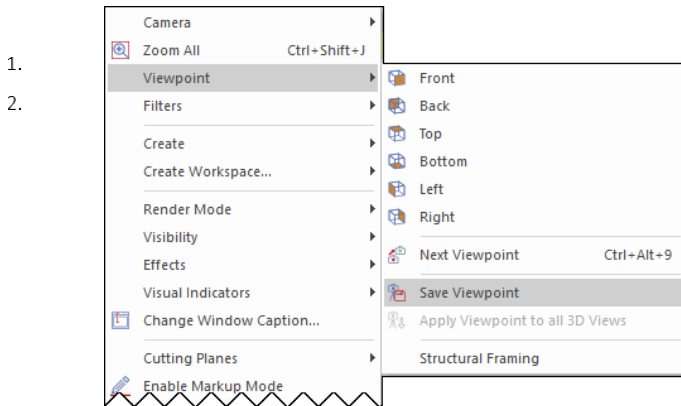 1.
2.
Camera
Zoom All Ctrl+Shift+J
Viewpoint
Filters
Create
Create Workspace...
Render Mode
Visibility
Effects
Visual Indicators
Change Window Caption...
Cutting Planes
Enable Markup Mode
Front
Back
Top
Bottom
Left
Right
Next Viewpoint Ctrl+Alt+9
Save Viewpoint
Apply Viewpoint to all 3D Views
Structural Framing